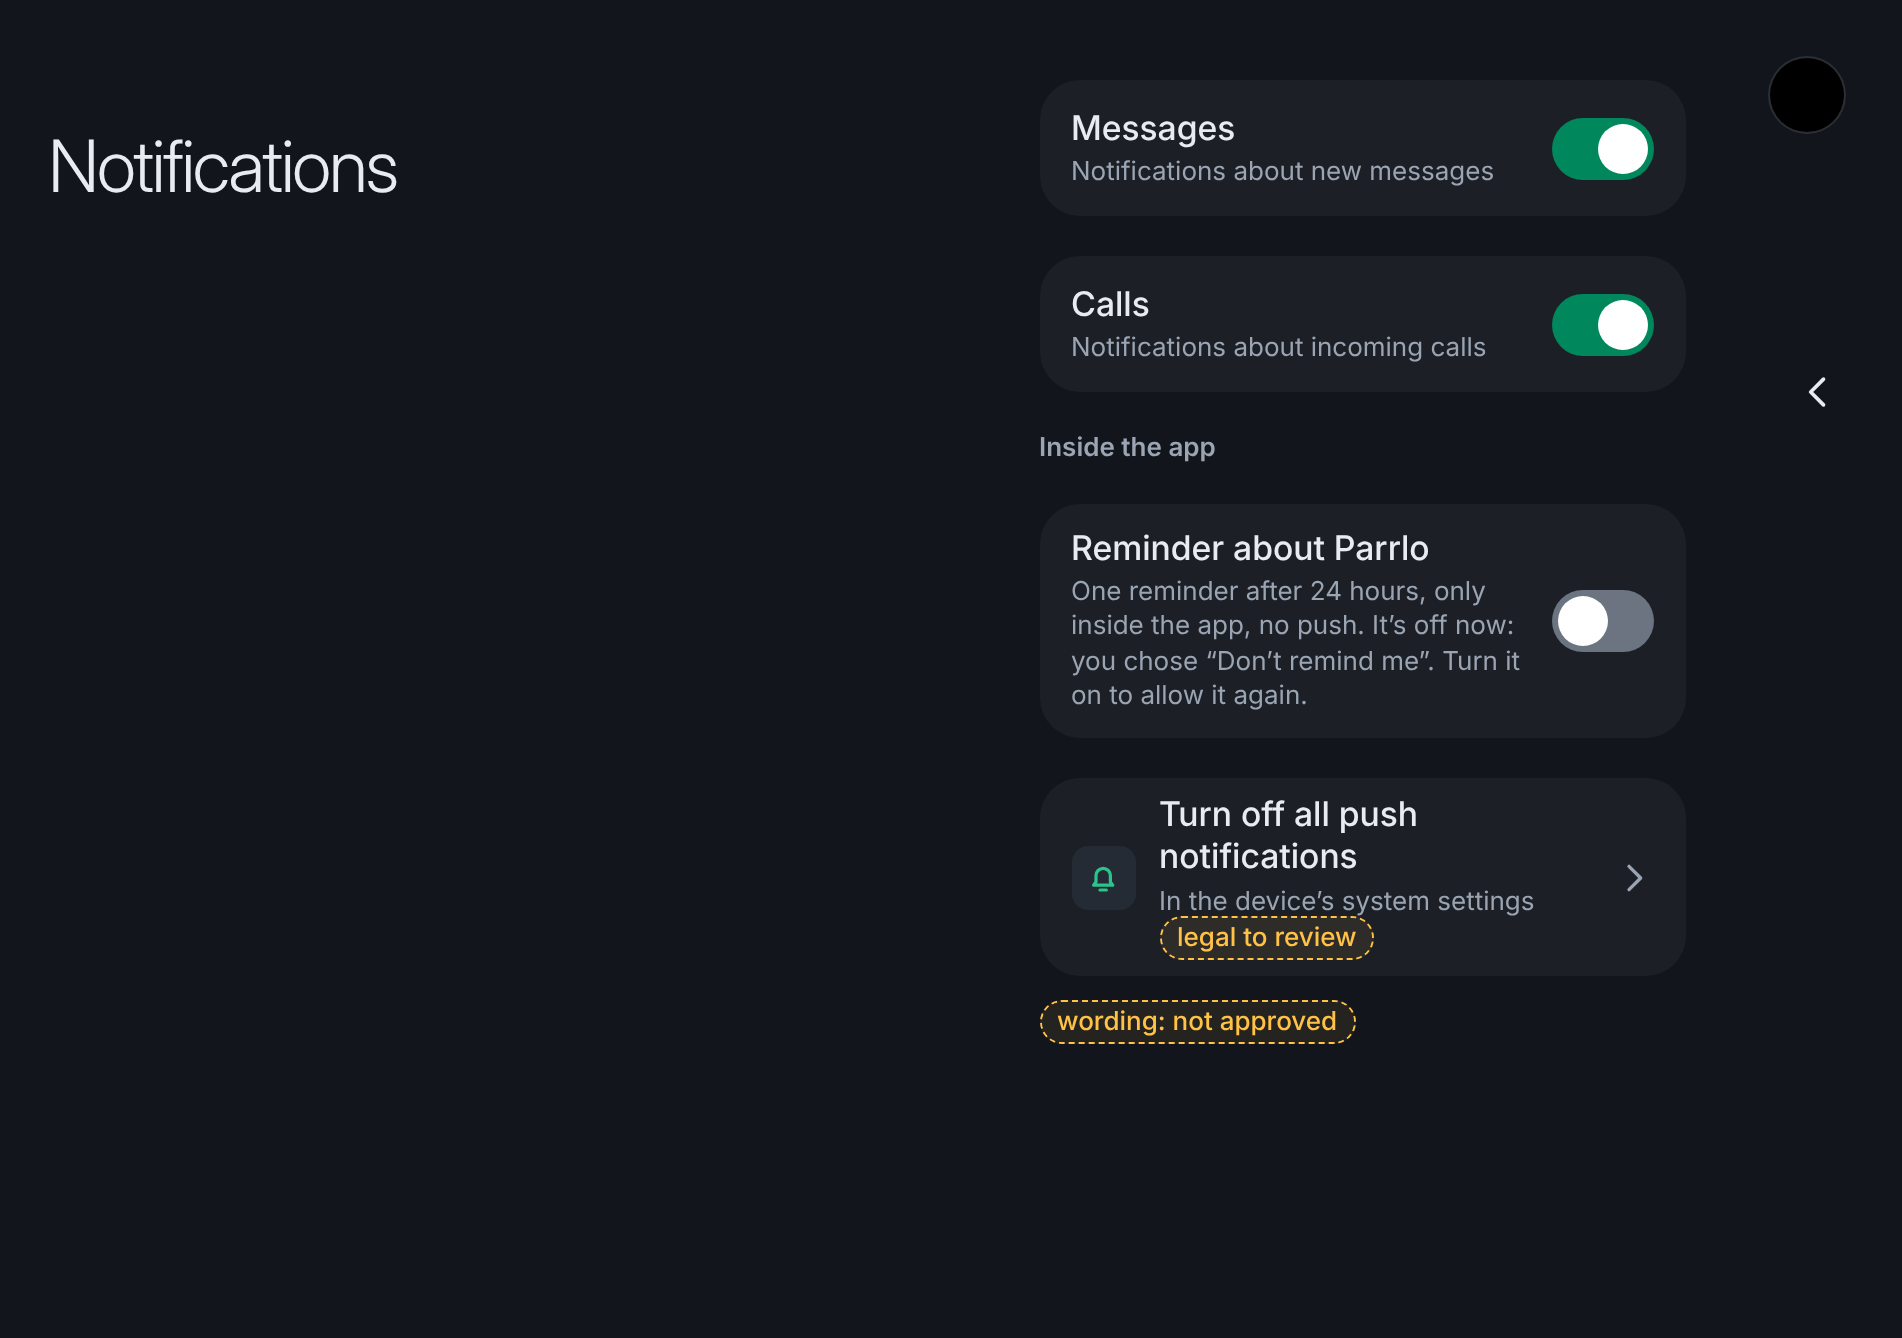 Notifications
Messages
Notifications about new messages
Calls
Notifications about incoming calls
Inside the app
Reminder about Parrlo
One reminder after 24 hours, only
inside the app, no push. It’s off now:
you chose “Don’t remind me”. Turn it
on to allow it again.
Turn off all push
notifications
In the device’s system settings
legal to review
wording: not approved